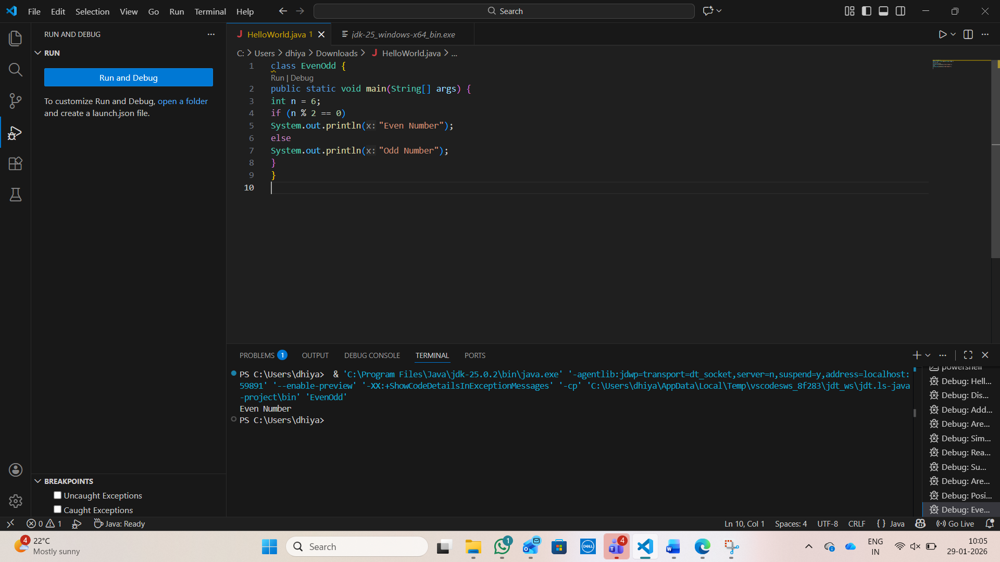 File Edit Selection View Go Run Terminal Help
Search
RUN AND DEBUG
RUN
Run and Debug
To customize Run and Debug, open a folder
and create a launch.json file.
HelloWorld.java 1
jdk-25_windows-x64_bin.exe
C: > Users > dhiya > Downloads > HelloWorld.java > ...
1 class EvenOdd {
Run | Debug
2 public static void main(String[] args) {
3 int n = 6;
4 if (n % 2 == 0)
5 System.out.println(x: "Even Number");
6 else
7 System.out.println(x: "Odd Number");
8 }
9 }
10
PROBLEMS 1 OUTPUT DEBUG CONSOLE TERMINAL PORTS
PS C:\Users\dhiya> & 'C:\Program Files\Java\jdk-25.0.2\bin\java.exe' '-agentlib:jdwp=transport=dt_socket,server=n,suspend=y,address=localhost:
59891' '--enable-preview' '-XX:+ShowCodeDetailsInExceptionMessages' '-cp' 'C:\Users\dhiya\AppData\Local\Temp\vscodesws_8f283\jdt_ws\jdt.ls-java
-project\bin' 'EvenOdd'
Even Number
PS C:\Users\dhiya>
powershell
Debug: Hell...
Debug: Dis...
Debug: Add...
Debug: Are...
Debug: Sim...
Debug: Rea...
Debug: Su...
Debug: Are...
Debug: Posi...
Debug: Eve...
BREAKPOINTS
Uncaught Exceptions
Caught Exceptions
0 1 Java: Ready
Ln 10, Col 1 Spaces: 4 UTF-8 CRLF {} Java Go Live
4
22°C
Mostly sunny
Search
1
DELL
4
ENG
IN
10:05
29-01-2026